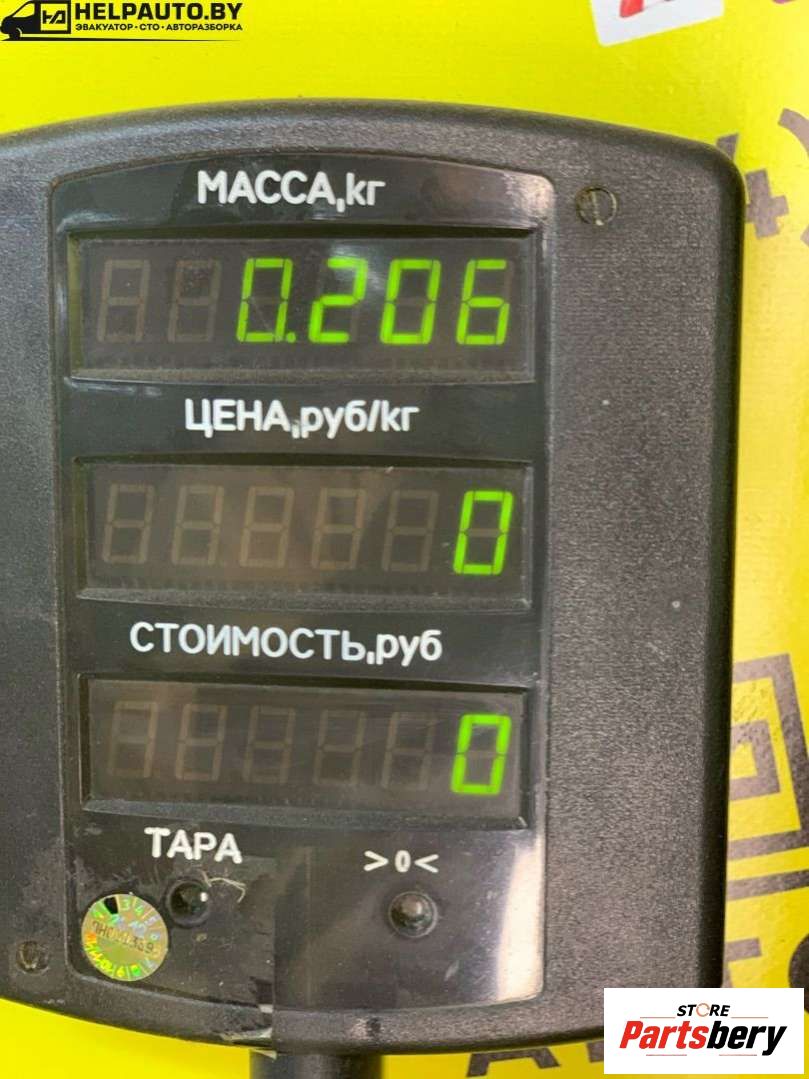 HELPAUTO.BY
ЭВАКУАТОР • СТО • АВТОРАЗБОРКА
МАССА,кг
0.206
ЦЕНА,руб/кг
0
СТОИМОСТЬ,руб
0
ТАРА
>0<
STORE
Partsbery